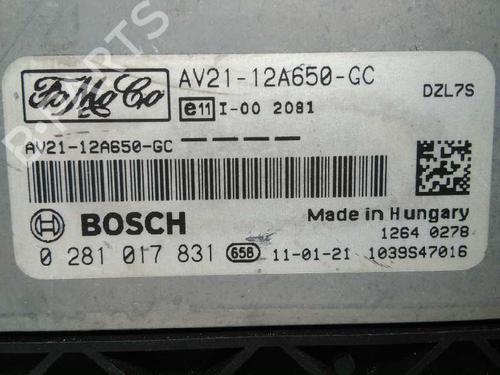 FoMoCo
AV21-12A650-GC
DZL7S
e11 I-00 2081
AV21-12A650-GC
BOSCH
Made in Hungary
1264 0278
0 281 017 831 658 11-01-21 1039S47016
B-PARTS